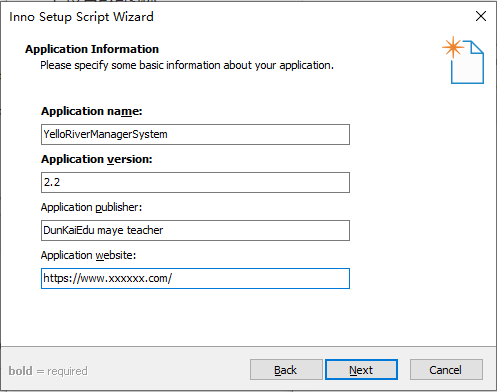 Inno Setup Script Wizard
Application Information
Please specify some basic information about your application.
Application name:
YelloRiverManagerSystem
Application version:
2.2
Application publisher:
DunKaiEdu maye teacher
Application website:
https://www.xxxxxx.com/
bold = required
Back
Next
Cancel